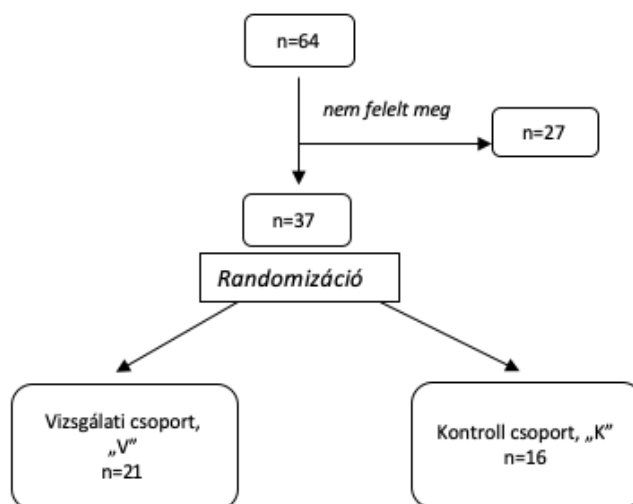 n=64
nem felelt meg
n=27
n=37
Randomizáció
Vizsgálati csoport,
„V”
n=21
Kontroll csoport, „K”
n=16